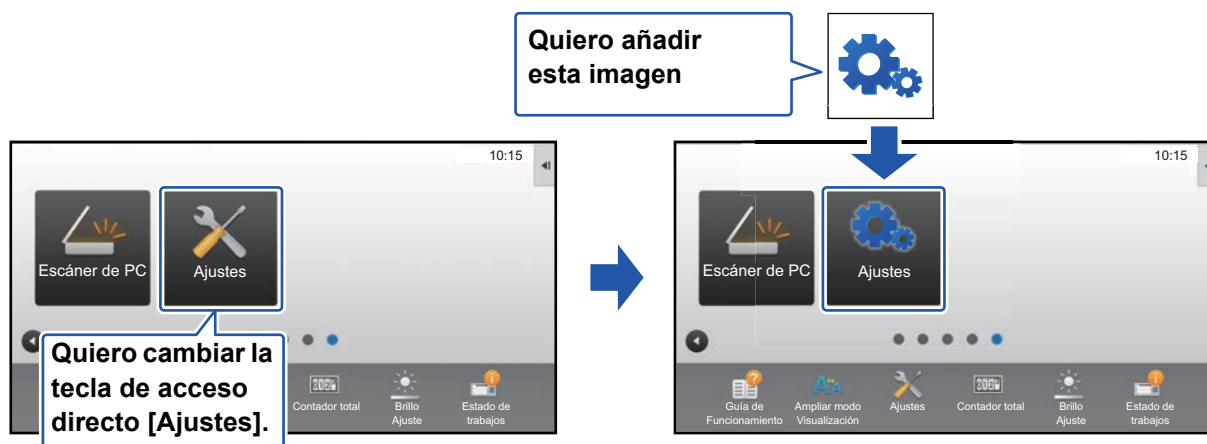 Quiero añadir
esta imagen
10:15
Escáner de PC
Ajustes
Quiero cambiar la
tecla de acceso
directo [Ajustes].
Contador total
Brillo
Ajuste
Estado de
trabajos
10:15
Escáner de PC
Ajustes
Guía de
Funcionamiento
Ampliar modo
Visualización
Ajustes
Contador total
Brillo
Ajuste
Estado de
trabajos